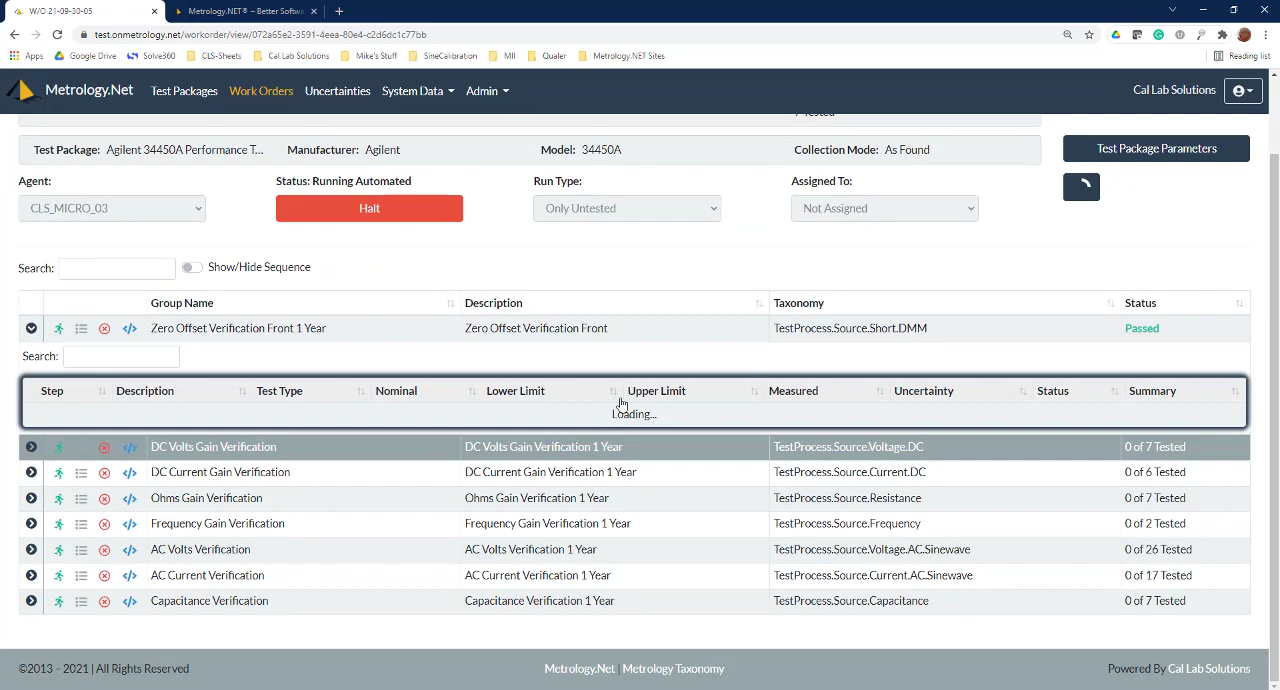 W/O 21-09-30-05
Metrology.NET® – Better Softwa
test.onmetrology.net/workorder/view/072a65e2-3591-4eea-80e4-c2d6dc1c77bb
Apps Google Drive Solve360 CLS-Sheets Cal Lab Solutions Mike's Stuff SineCalibration MII Qualer Metrology.NET Sites Reading list
Metrology.Net Test Packages Work Orders Uncertainties System Data Admin Cal Lab Solutions
7 Tested
Test Package: Agilent 34450A Performance T... Manufacturer: Agilent Model: 34450A Collection Mode: As Found Test Package Parameters
Agent: Status: Running Automated Run Type: Assigned To:
CLS_MICRO_03 Halt Only Untested Not Assigned
Search: Show/Hide Sequence
Group Name Description Taxonomy Status
Zero Offset Verification Front 1 Year Zero Offset Verification Front TestProcess.Source.Short.DMM Passed
Search:
Step Description Test Type Nominal Lower Limit Upper Limit Measured Uncertainty Status Summary
Loading...
DC Volts Gain Verification DC Volts Gain Verification 1 Year TestProcess.Source.Voltage.DC 0 of 7 Tested
DC Current Gain Verification DC Current Gain Verification 1 Year TestProcess.Source.Current.DC 0 of 6 Tested
Ohms Gain Verification Ohms Gain Verification 1 Year TestProcess.Source.Resistance 0 of 7 Tested
Frequency Gain Verification Frequency Gain Verification 1 Year TestProcess.Source.Frequency 0 of 2 Tested
AC Volts Verification AC Volts Verification 1 Year TestProcess.Source.Voltage.AC.Sinewave 0 of 26 Tested
AC Current Verification AC Current Verification 1 Year TestProcess.Source.Current.AC.Sinewave 0 of 17 Tested
Capacitance Verification Capacitance Verification 1 Year TestProcess.Source.Capacitance 0 of 7 Tested
©2013 – 2021 | All Rights Reserved Metrology.Net | Metrology Taxonomy Powered By Cal Lab Solutions